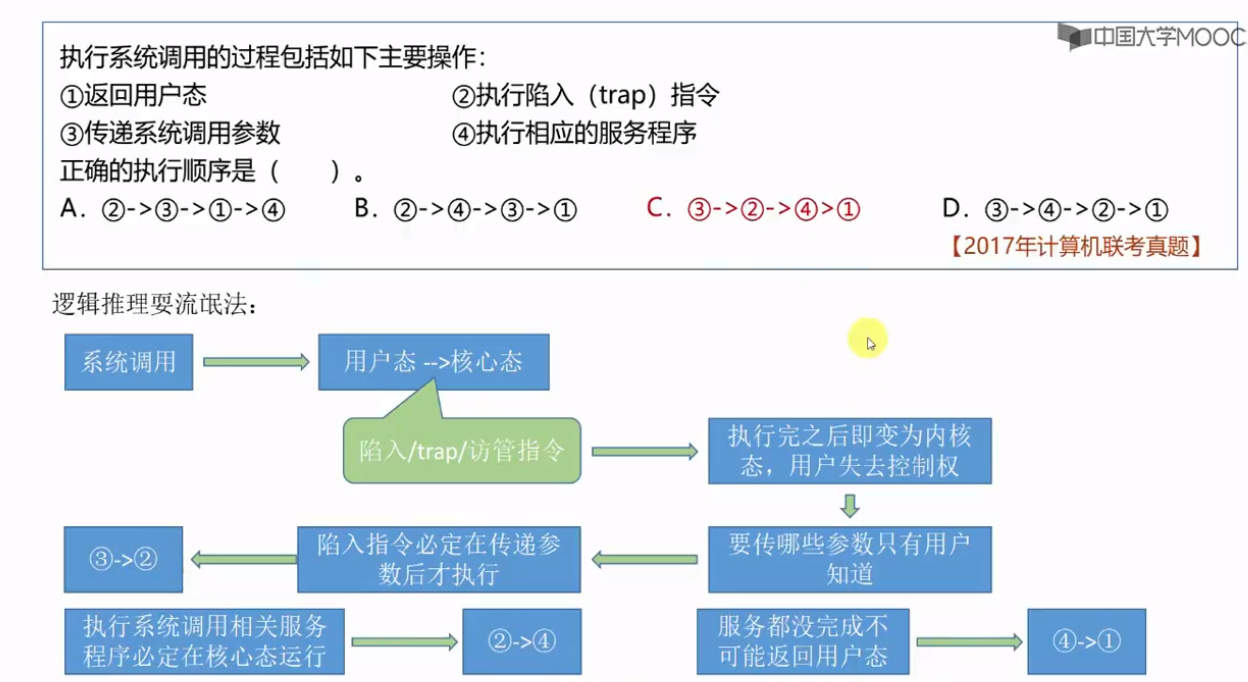 中国大学MOOC
执行系统调用的过程包括如下主要操作：
①返回用户态 ②执行陷入（trap）指令
③传递系统调用参数 ④执行相应的服务程序
正确的执行顺序是（ ）。
A. ②->③->①->④ B. ②->④->③->① C. ③->②->④>① D. ③->④->②->①
【2017年计算机联考真题】
逻辑推理耍流氓法：
系统调用
用户态 -->核心态
陷入/trap/访管指令
执行完之后即变为内核
态，用户失去控制权
要传哪些参数只有用户
知道
陷入指令必定在传递参
数后才执行
③->②
执行系统调用相关服务
程序必定在核心态运行
②->④
服务都没完成不
可能返回用户态
④->①